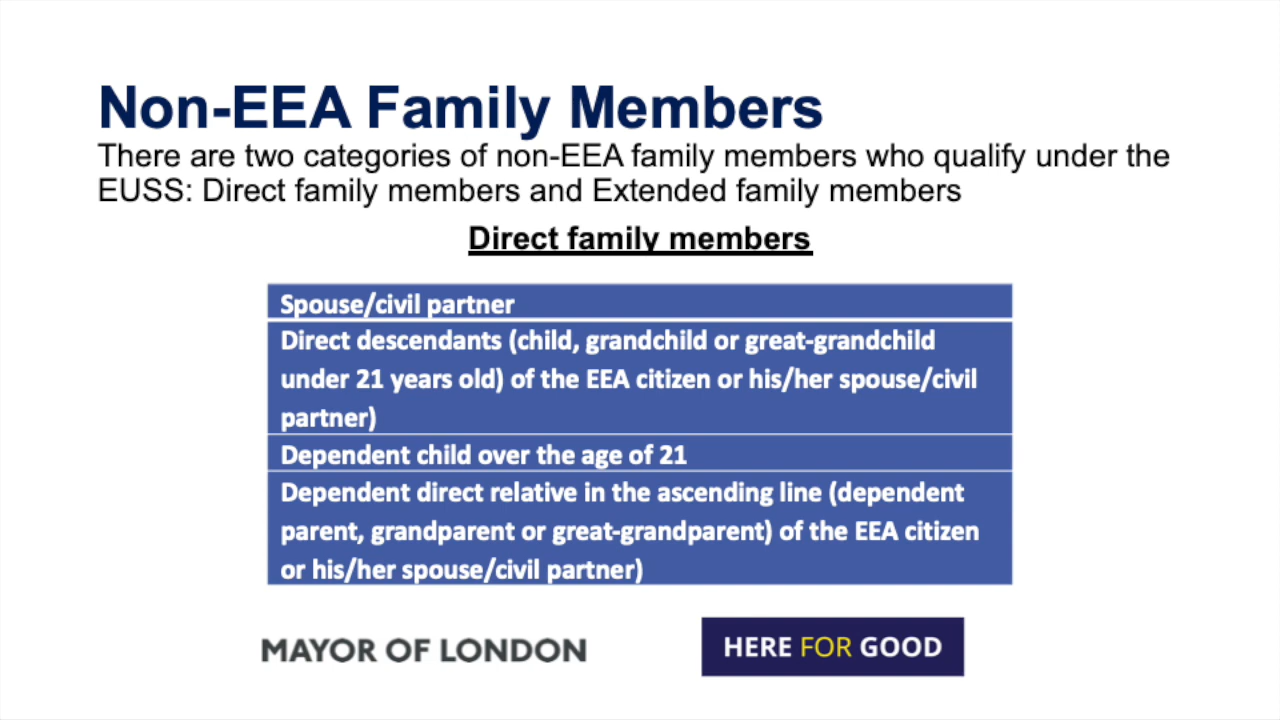 Non-EEA Family Members
There are two categories of non-EEA family members who qualify under the
EUSS: Direct family members and Extended family members
Direct family members
Spouse/civil partner
Direct descendants (child, grandchild or great-grandchild
under 21 years old) of the EEA citizen or his/her spouse/civil
partner)
Dependent child over the age of 21
Dependent direct relative in the ascending line (dependent
parent, grandparent or great-grandparent) of the EEA citizen
or his/her spouse/civil partner)
MAYOR OF LONDON
HERE FOR GOOD